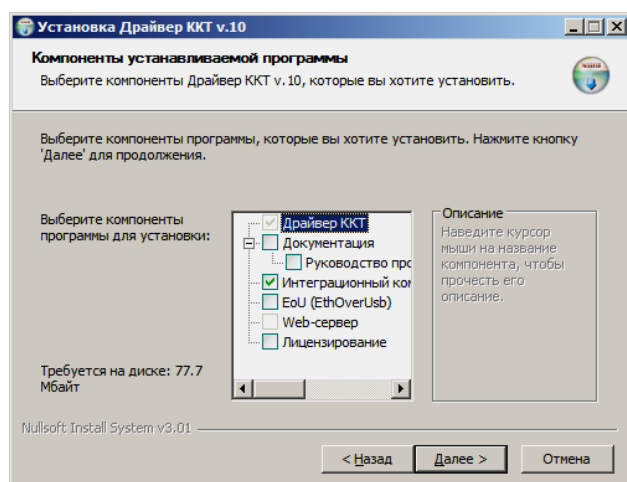 Установка Драйвер ККТ v.10
Компоненты устанавливаемой программы
Выберите компоненты Драйвер ККТ v.10, которые вы хотите установить.
Выберите компоненты программы, которые вы хотите установить. Нажмите кнопку
'Далее' для продолжения.
Выберите компоненты
программы для установки:
Драйвер ККТ
Документация
Руководство про
Интеграционный ком
EoU (EthOverUsb)
Web-сервер
Лицензирование
Описание
Наведите курсор
мыши на название
компонента, чтобы
прочесть его
описание.
Требуется на диске: 77.7
Мбайт
Nullsoft Install System v3.01
< Назад
Далее >
Отмена